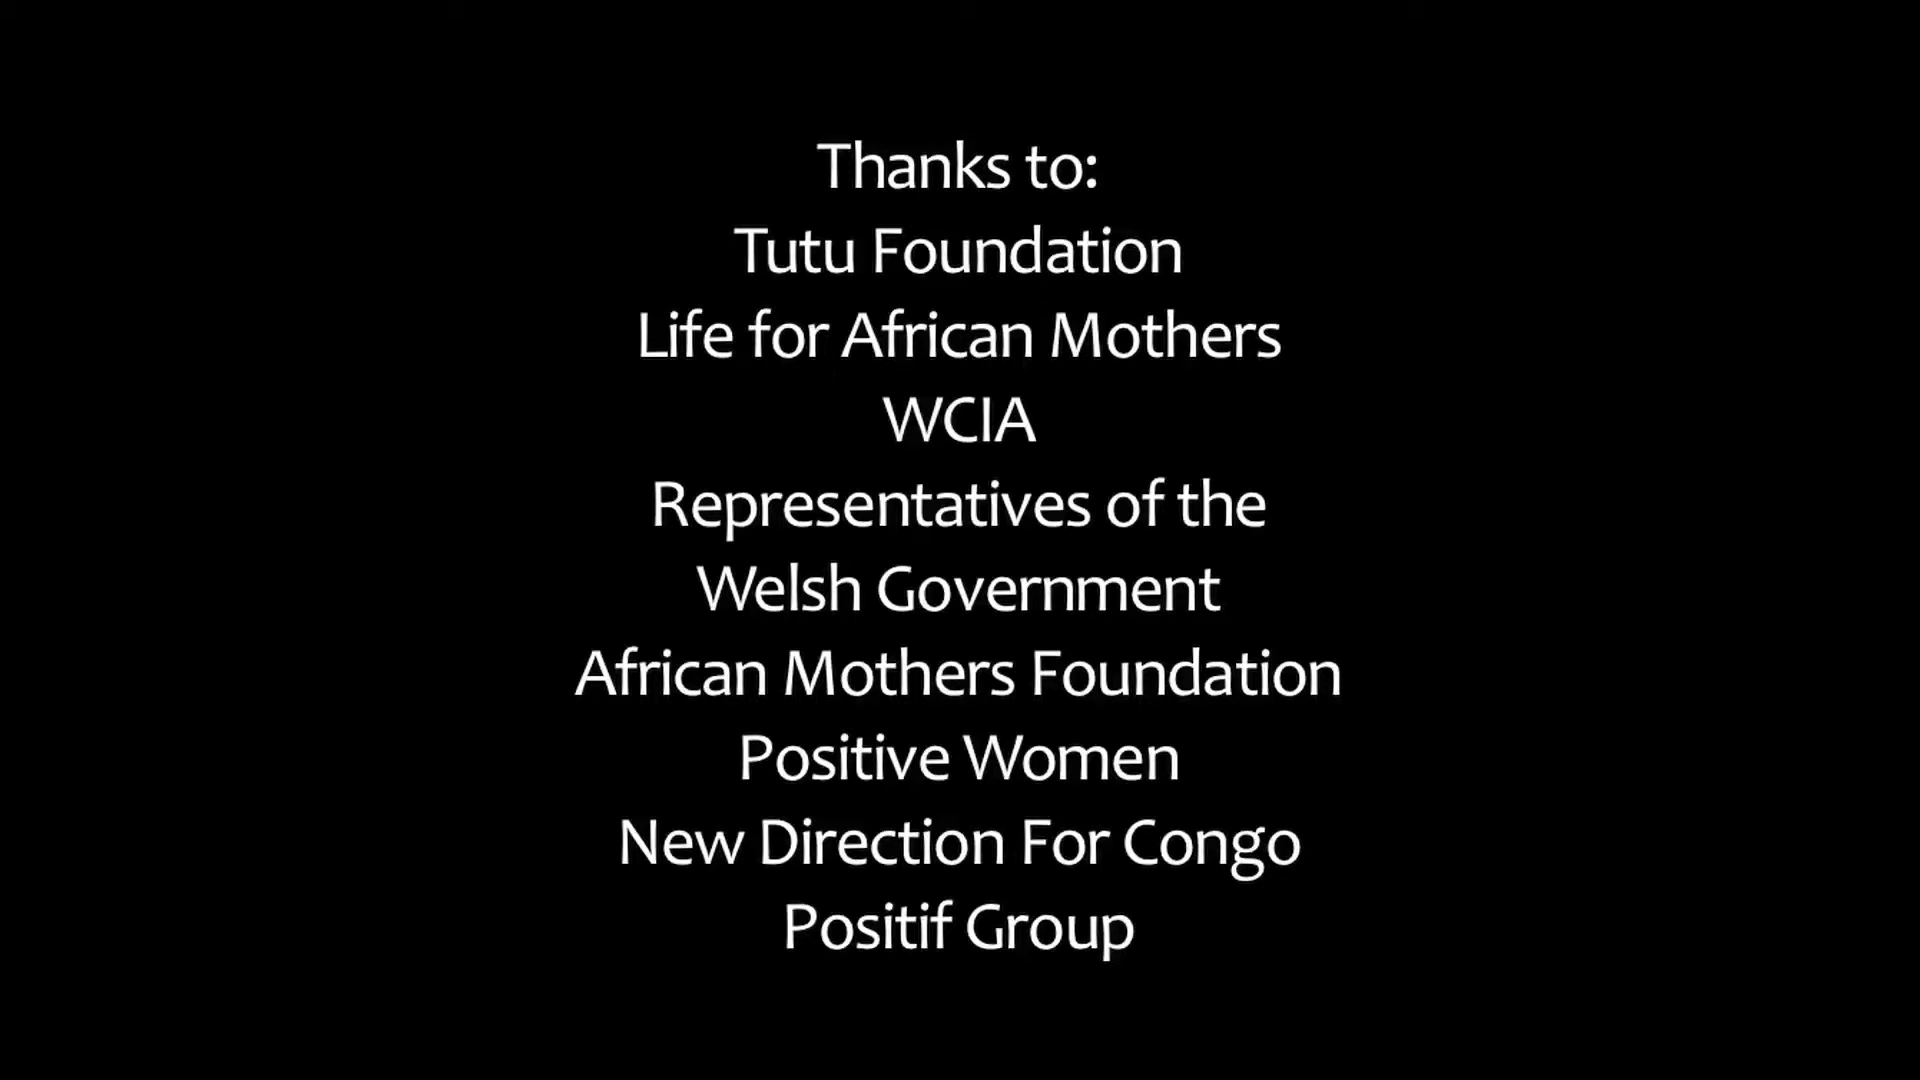 Thanks to:
Tutu Foundation
Life for African Mothers
WCIA
Representatives of the
Welsh Government
African Mothers Foundation
Positive Women
New Direction For Congo
Positif Group